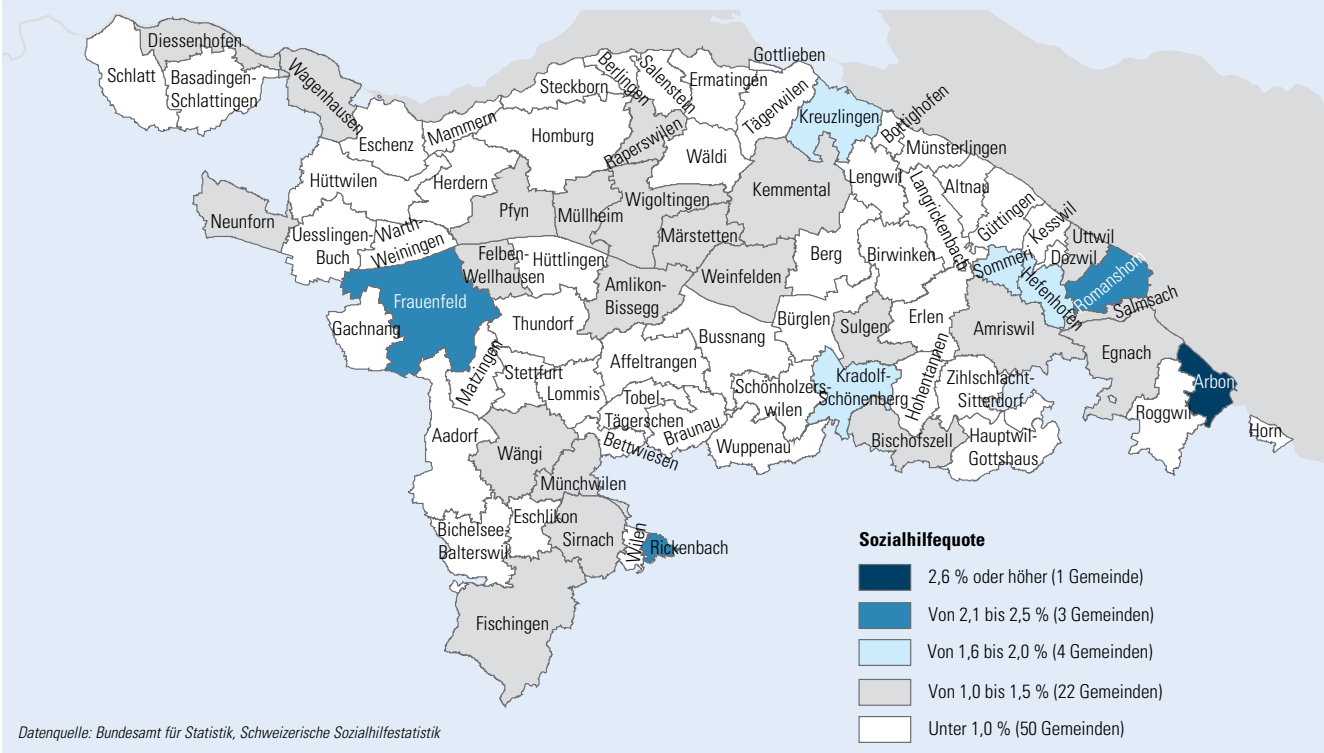 Diessenhofen
Schlatt
Basadingen-
Schlattingen
Wagenhausen
Eschenz
Mammern
Steckborn
Berlingen
Salenstein
Ermatingen
Gottlieben
Tägerwilen
Kreuzlingen
Bottighofen
Münsterlingen
Homburg
Raperswilen
Wäldi
Hüttwilen
Herdern
Kemmental
Lengwil
Langrickenbach
Altnau
Güttingen
Kesswil
Uttwil
Dozwil
Neunforn
Uesslingen-
Buch
Warth-
Weiningen
Pfyn
Müllheim
Wigoltingen
Märstetten
Berg
Birwinken
Sommeri
Hefenhofen
Romanshorn
Salmsach
Felben-
Wellhausen
Hüttlingen
Amlikon-
Bissegg
Weinfelden
Frauenfeld
Gachnang
Thundorf
Bussnang
Bürglen
Sulgen
Erlen
Amriswil
Egnach
Arbon
Roggwil
Horn
Matzingen
Stettfurt
Lommis
Affeltrangen
Schönholzers-
wilen
Kradolf-
Schönenberg
Hohentannen
Zihlschlacht-
Sitterdorf
Tobel-
Tägerschen
Braunau
Bettwiesen
Wuppenau
Bischofszell
Hauptwil-
Gottshaus
Aadorf
Wängi
Münchwilen
Bichelsee-
Balterswil
Eschlikon
Sirnach
Wilen
Rickenbach
Fischingen
Sozialhilfequote
2,6 % oder höher (1 Gemeinde)
Von 2,1 bis 2,5 % (3 Gemeinden)
Von 1,6 bis 2,0 % (4 Gemeinden)
Von 1,0 bis 1,5 % (22 Gemeinden)
Unter 1,0 % (50 Gemeinden)
Datenquelle: Bundesamt für Statistik, Schweizerische Sozialhilfestatistik